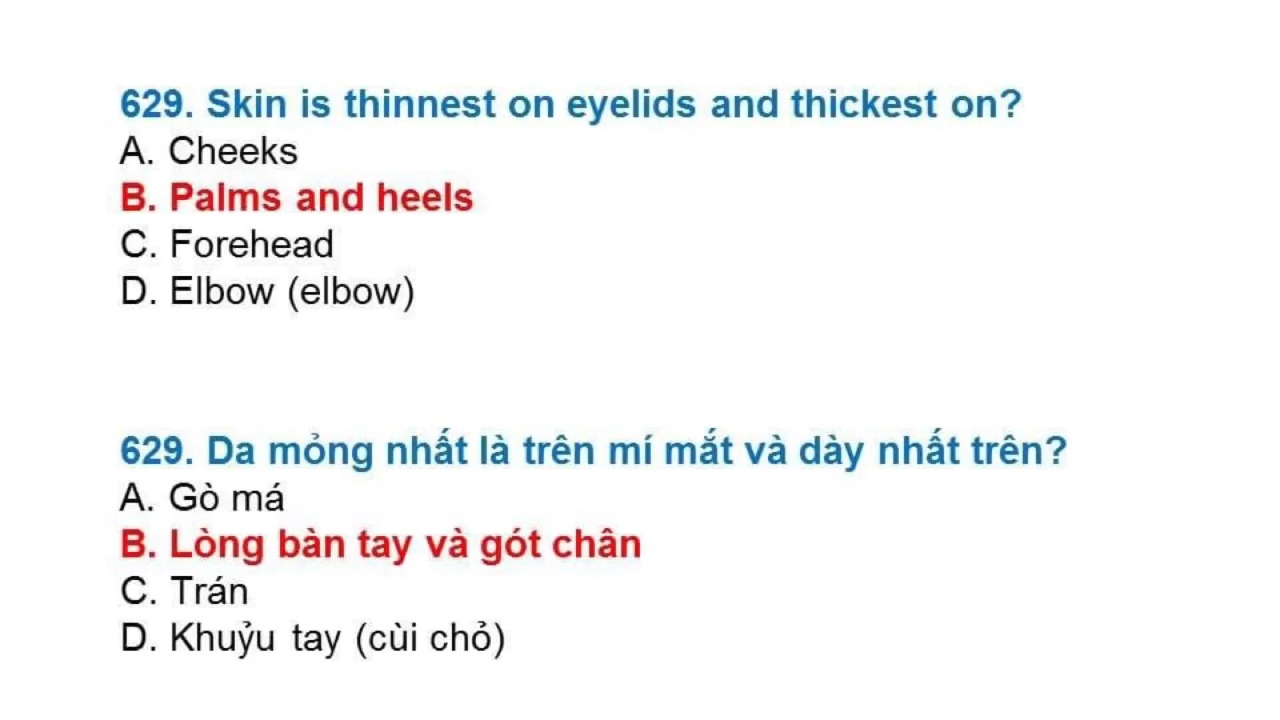 629. Skin is thinnest on eyelids and thickest on?
A. Cheeks
B. Palms and heels
C. Forehead
D. Elbow (elbow)
629. Da mỏng nhất là trên mí mắt và dày nhất trên?
A. Gò má
B. Lòng bàn tay và gót chân
C. Trán
D. Khuỷu tay (cùi chỏ)